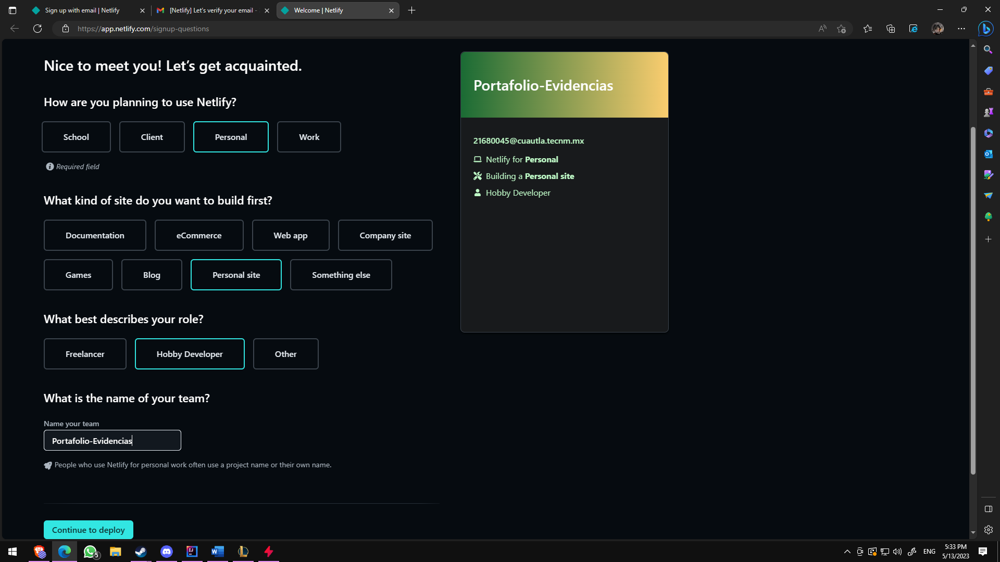 Sign up with email | Netlify
[Netlify] Let's verify your email -
Welcome | Netlify
https://app.netlify.com/signup-questions
Nice to meet you! Let’s get acquainted.
How are you planning to use Netlify?
School
Client
Personal
Work
Required field
What kind of site do you want to build first?
Documentation
eCommerce
Web app
Company site
Games
Blog
Personal site
Something else
What best describes your role?
Freelancer
Hobby Developer
Other
What is the name of your team?
Name your team
Portafolio-Evidencias
People who use Netlify for personal work often use a project name or their own name.
Continue to deploy
Portafolio-Evidencias
21680045@cuautla.tecnm.mx
Netlify for Personal
Building a Personal site
Hobby Developer
5
ENG
5:33 PM
5/13/2023